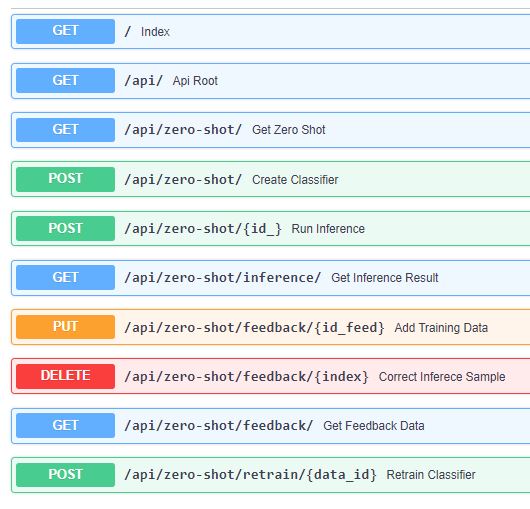 GET / Index
GET /api/ Api Root
GET /api/zero-shot/ Get Zero Shot
POST /api/zero-shot/ Create Classifier
POST /api/zero-shot/{id_} Run Inference
GET /api/zero-shot/inference/ Get Inference Result
PUT /api/zero-shot/feedback/{id_feed} Add Training Data
DELETE /api/zero-shot/feedback/{index} Correct Inferece Sample
GET /api/zero-shot/feedback/ Get Feedback Data
POST /api/zero-shot/retrain/{data_id} Retrain Classifier